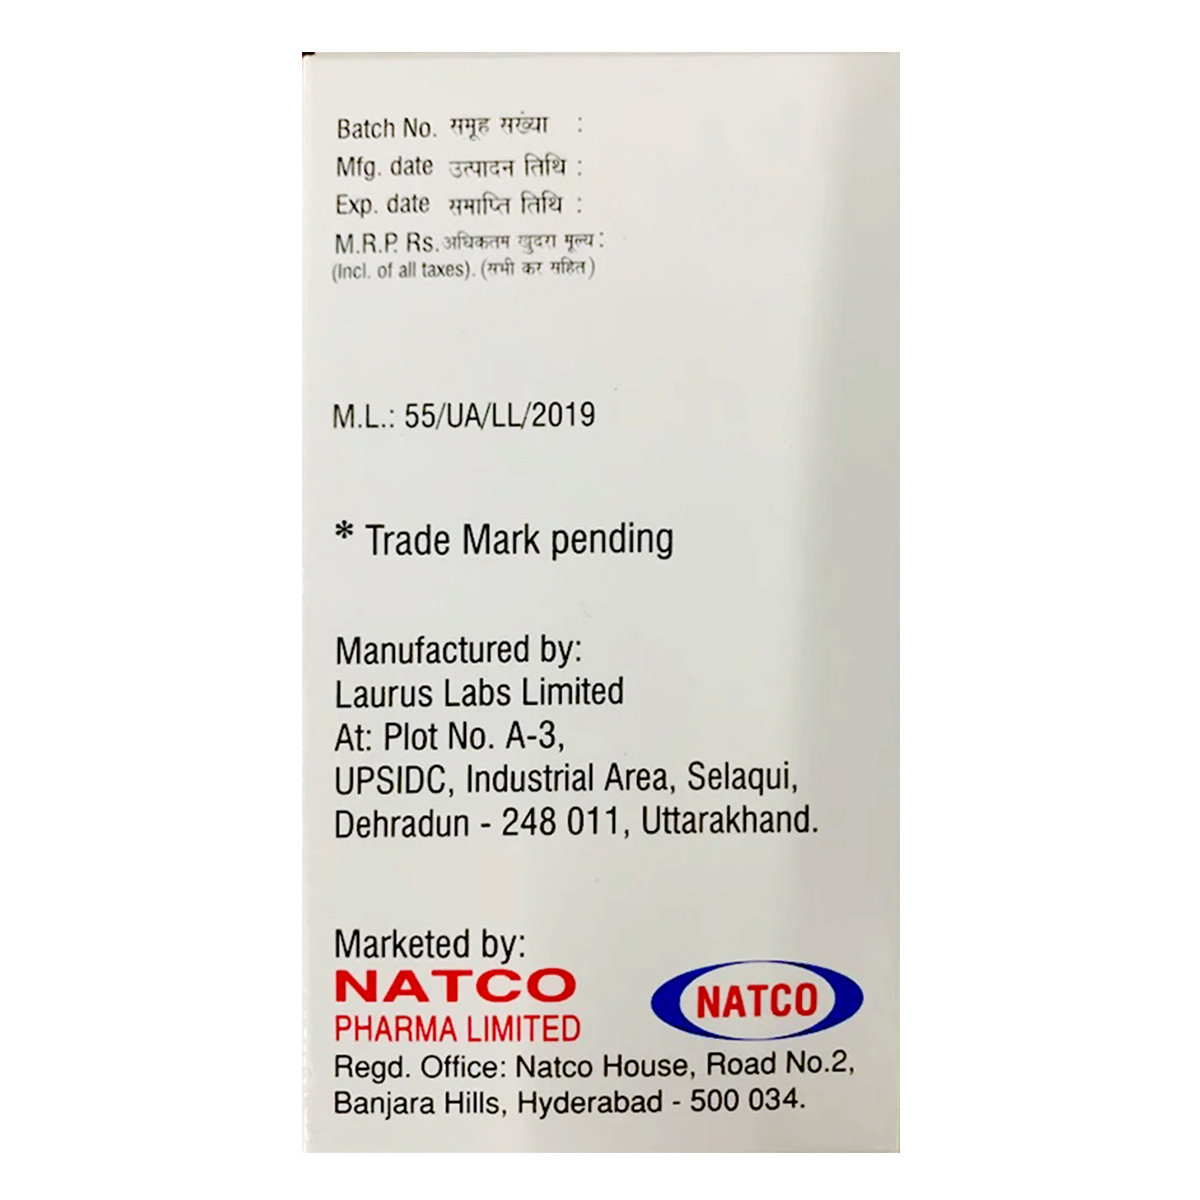 Batch No. समूह सख्ंया :
Mfg. date उत्पादन तिथि :
Exp. date समाप्ति तिथि :
M.R.P. Rs. अधिकतम खुदरा मूल्य :
(Incl. of all taxes). (सभी कर सहित)
M.L.: 55/UA/LL/2019
* Trade Mark pending
Manufactured by:
Laurus Labs Limited
At: Plot No. A-3,
UPSIDC, Industrial Area, Selaqui,
Dehradun - 248 011, Uttarakhand.
Marketed by:
NATCO
PHARMA LIMITED
NATCO
Regd. Office: Natco House, Road No.2,
Banjara Hills, Hyderabad - 500 034.